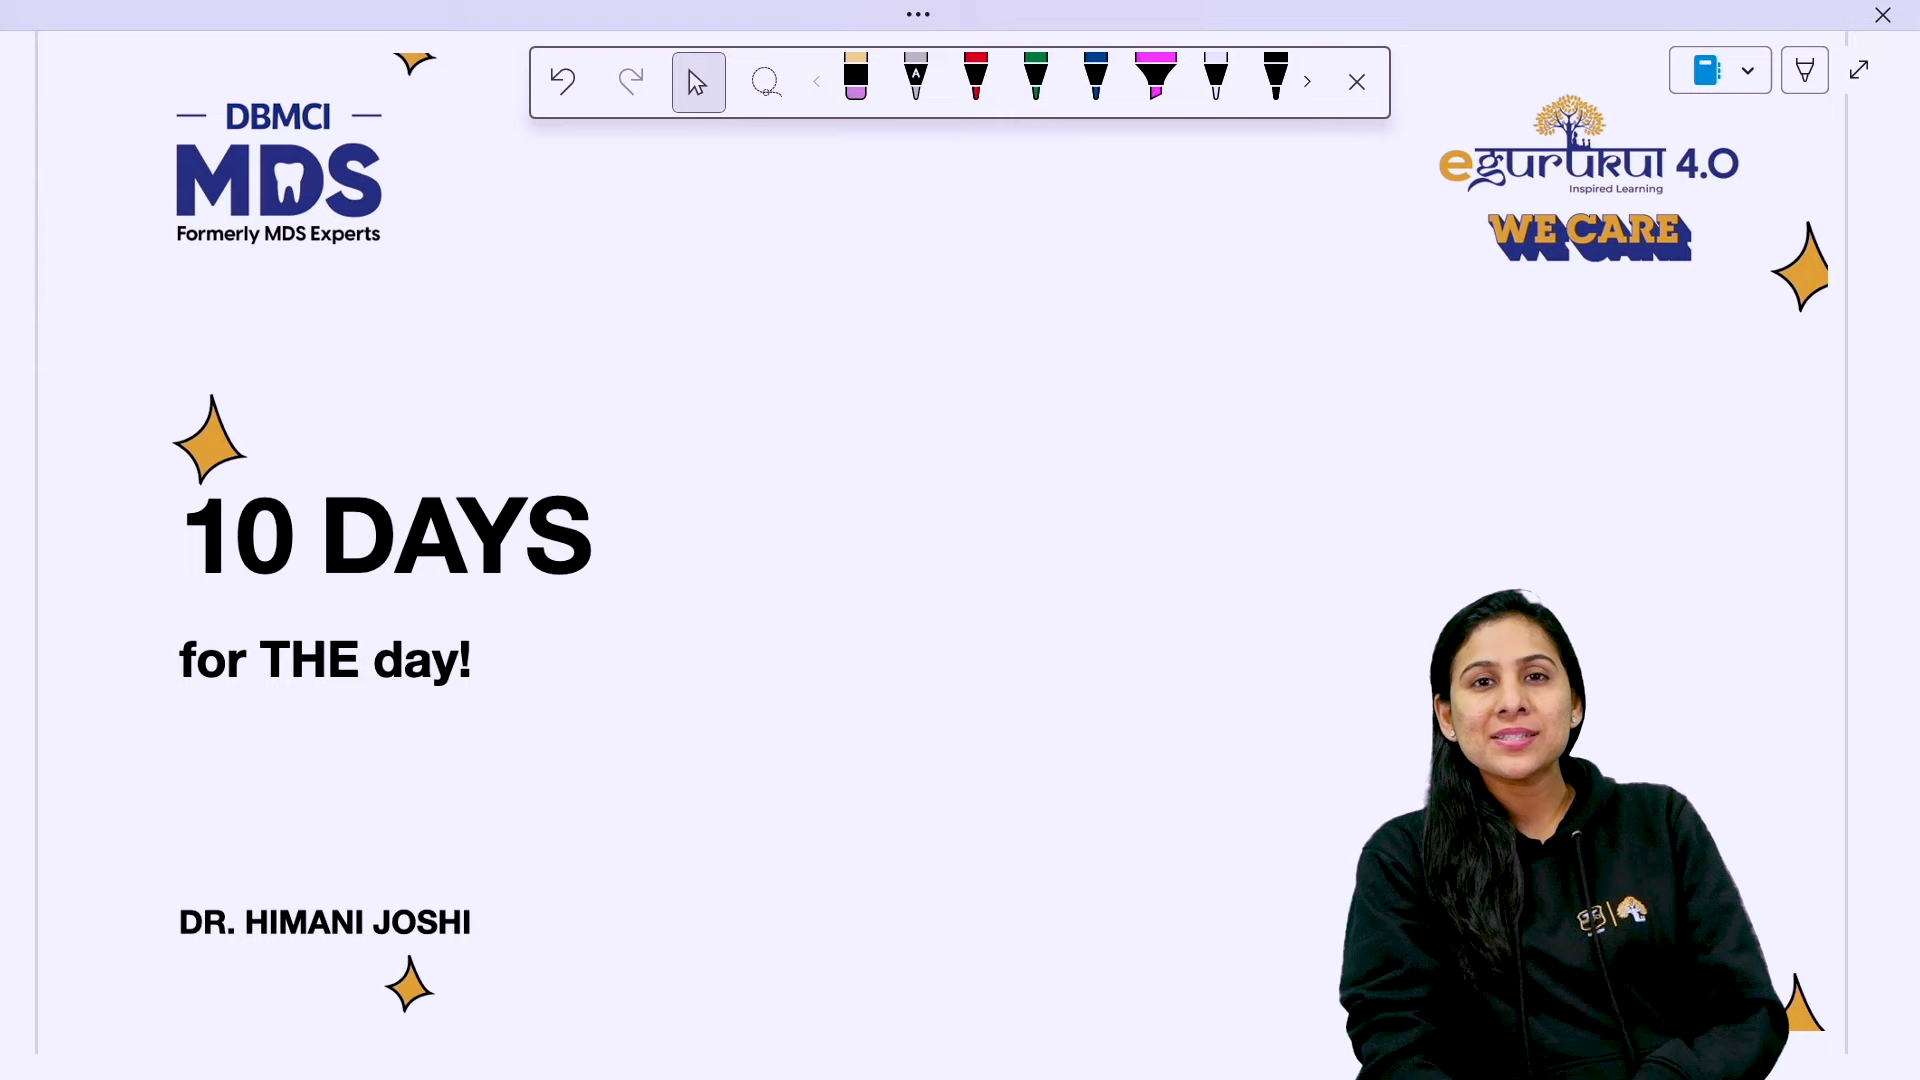 DBMCI
MDS
Formerly MDS Experts
A
eGURUKUL 4.0
Inspired Learning
WE CARE
10 DAYS
for THE day!
DR. HIMANI JOSHI